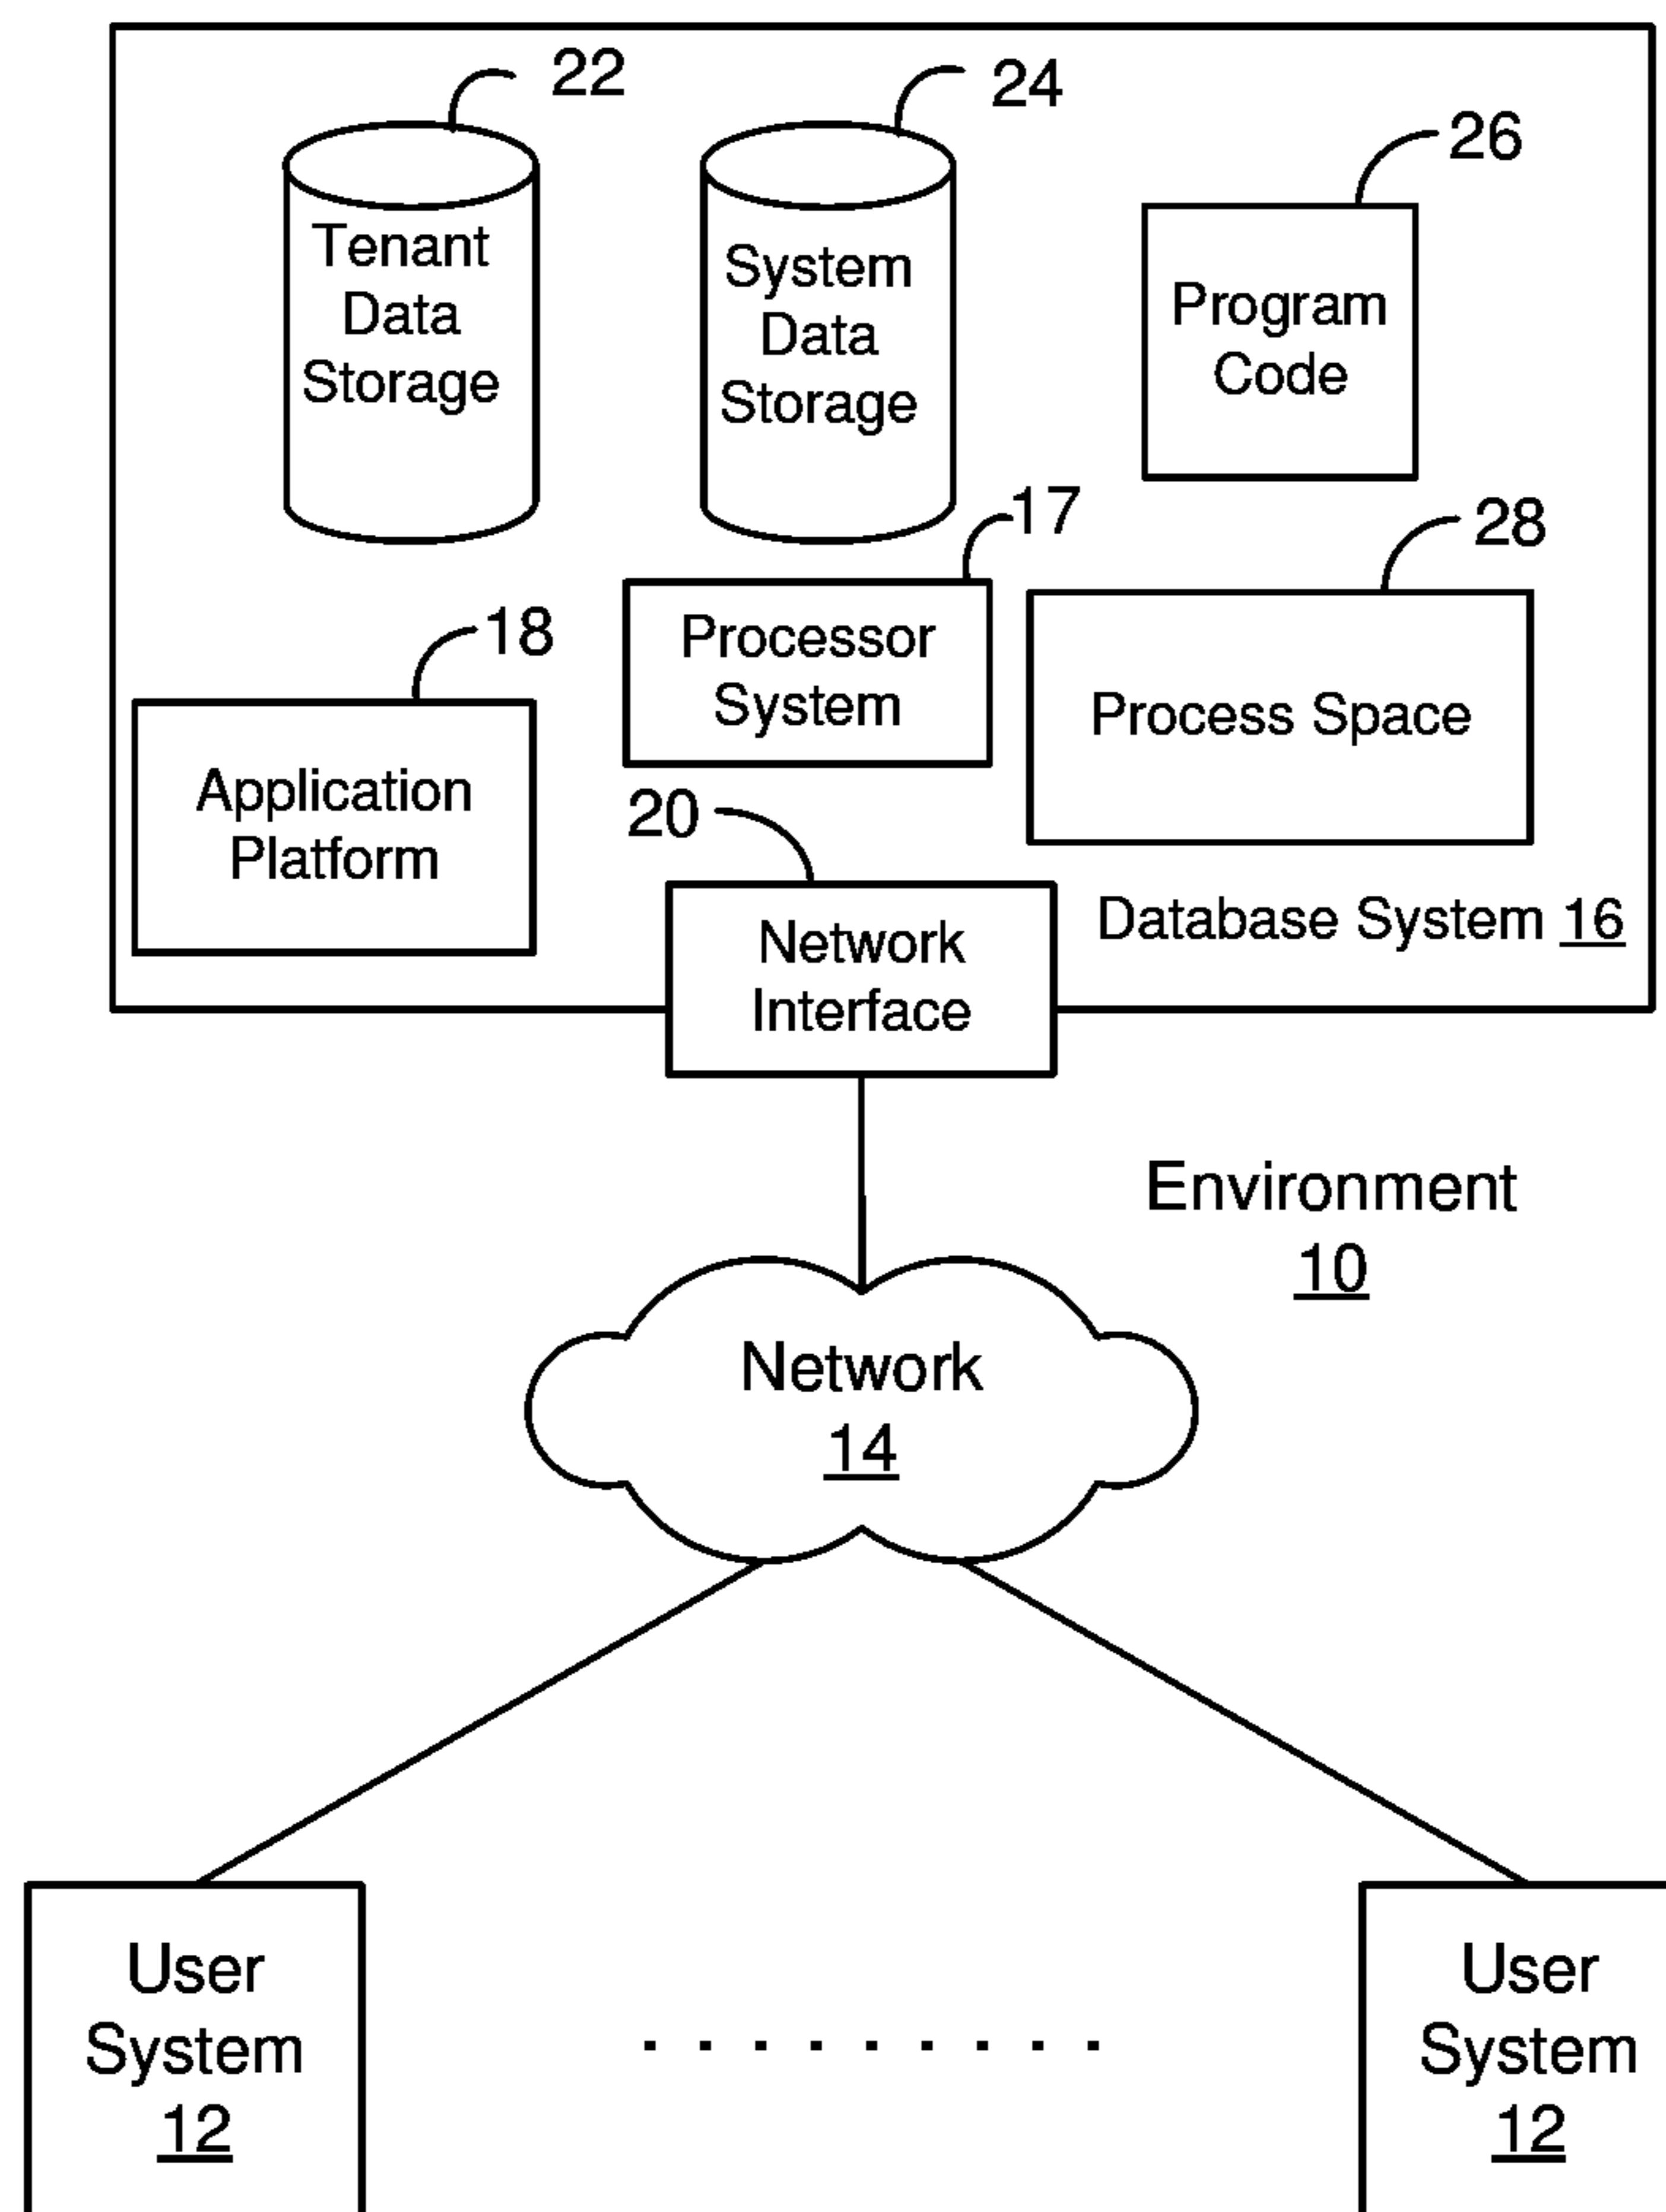 22
24
26
Tenant
Data
Storage
System
Data
Storage
Program
Code
17
28
18
Processor
System
Process Space
Application
Platform
20
Database System 16
Network
Interface
Environment
10
Network
14
User
System
12
User
System
12